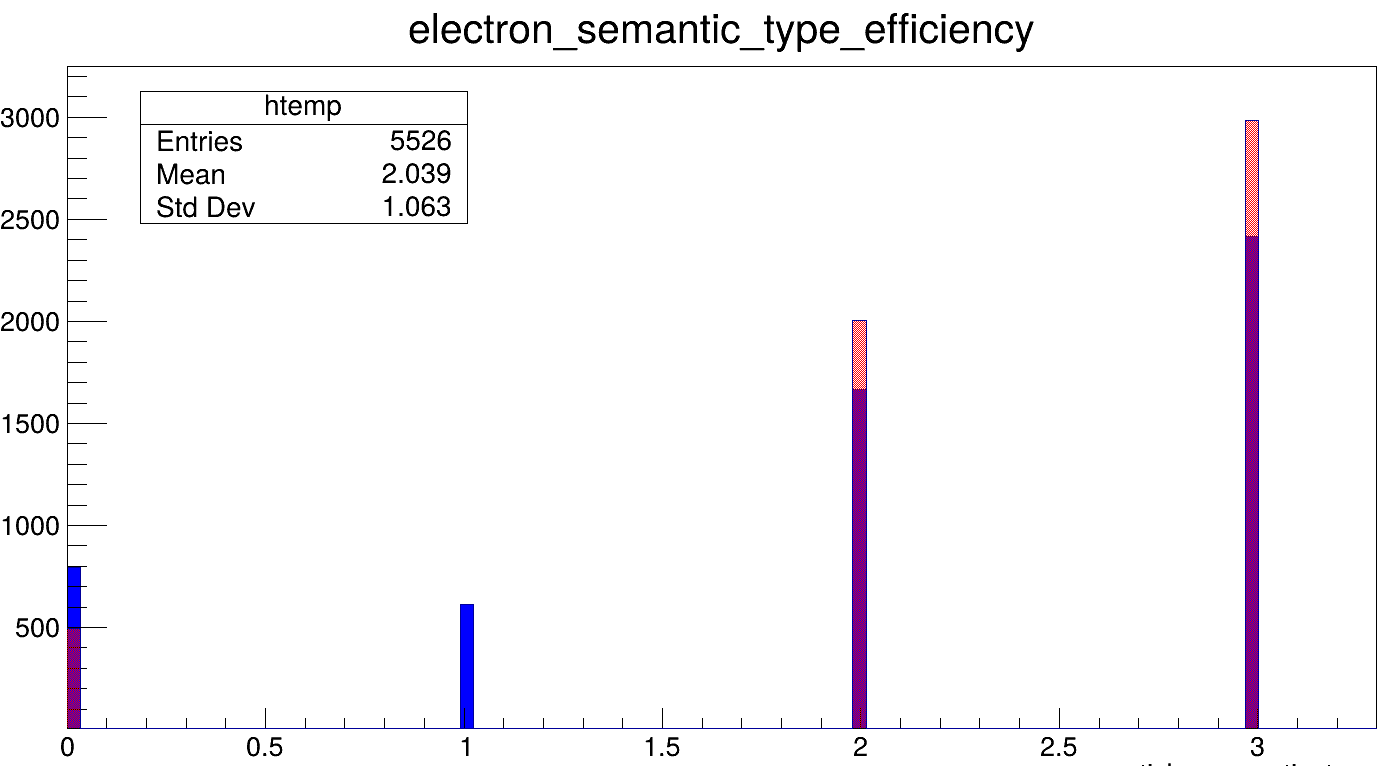 electron_semantic_type_efficiency
htemp
Entries 5526
Mean 2.039
Std Dev 1.063
3000
2500
2000
1500
1000
500
0 0.5 1 1.5 2 2.5 3